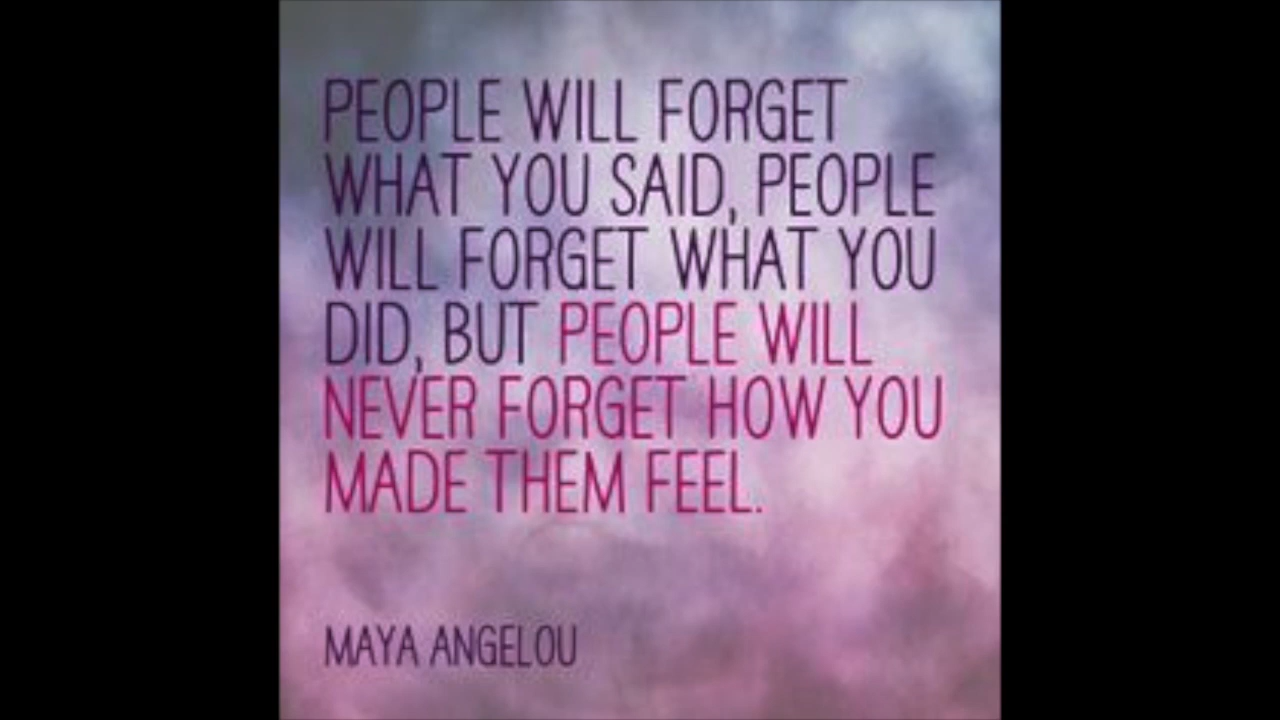 PEOPLE WILL FORGET
WHAT YOU SAID, PEOPLE
WILL FORGET WHAT YOU
DID, BUT PEOPLE WILL
NEVER FORGET HOW YOU
MADE THEM FEEL.
MAYA ANGELOU